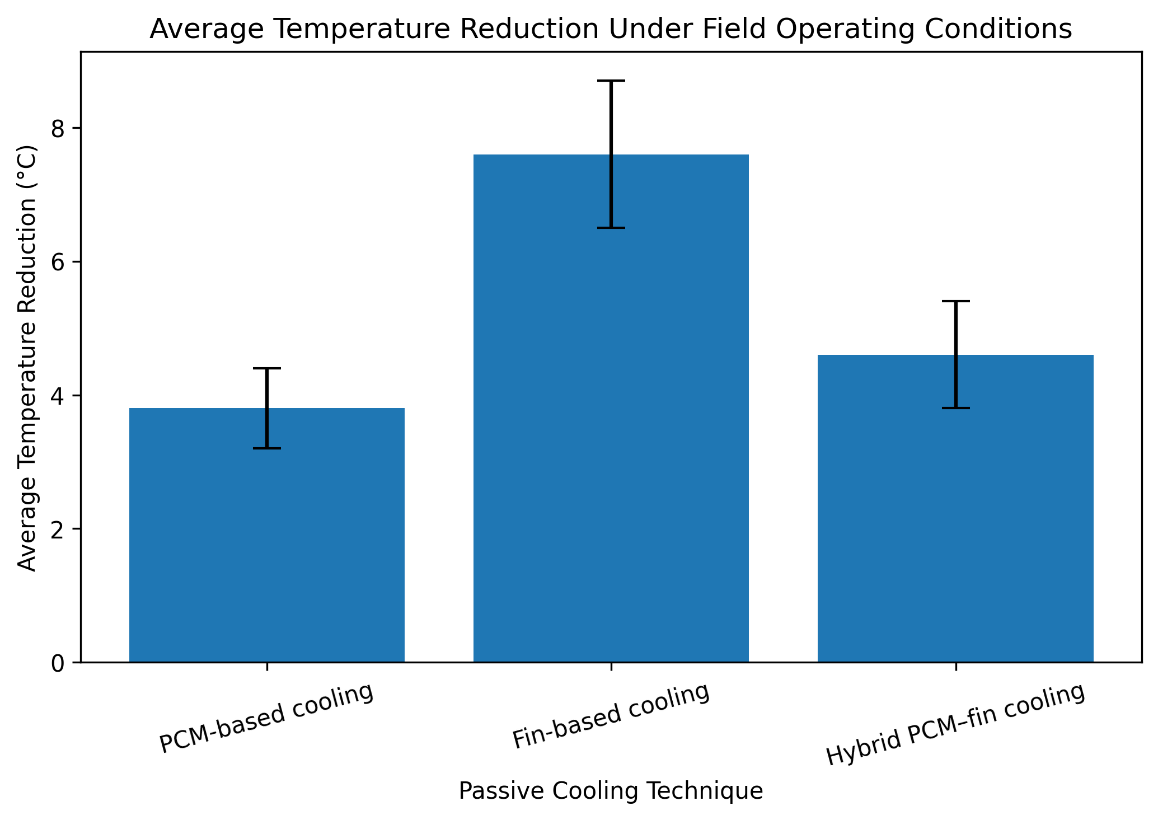 Average Temperature Reduction Under Field Operating Conditions
Average Temperature Reduction (°C)
8
6
4
2
0
PCM-based cooling
Fin-based cooling
Hybrid PCM–fin cooling
Passive Cooling Technique